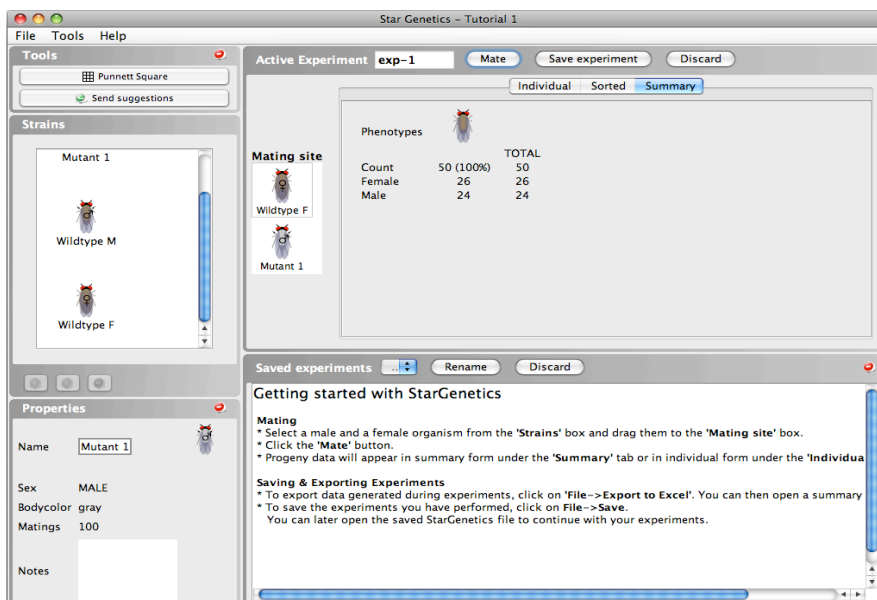 Star Genetics – Tutorial 1
File Tools Help
Tools
Punnett Square
Send suggestions
Strains
Mutant 1
Wildtype M
Wildtype F
Properties
Name Mutant 1
Sex MALE
Bodycolor gray
Matings 100
Notes
Active Experiment exp-1 Mate Save experiment Discard
Individual Sorted Summary
Mating site
Wildtype F
Mutant 1
Phenotypes
TOTAL
Count 50 (100%) 50
Female 26 26
Male 24 24
Saved experiments .. Rename Discard
Getting started with StarGenetics
Mating
* Select a male and a female organism from the 'Strains' box and drag them to the 'Mating site' box.
* Click the 'Mate' button.
* Progeny data will appear in summary form under the 'Summary' tab or in individual form under the 'Individua
Saving & Exporting Experiments
* To export data generated during experiments, click on 'File->Export to Excel'. You can then open a summary
* To save the experiments you have performed, click on File->Save.
You can later open the saved StarGenetics file to continue with your experiments.